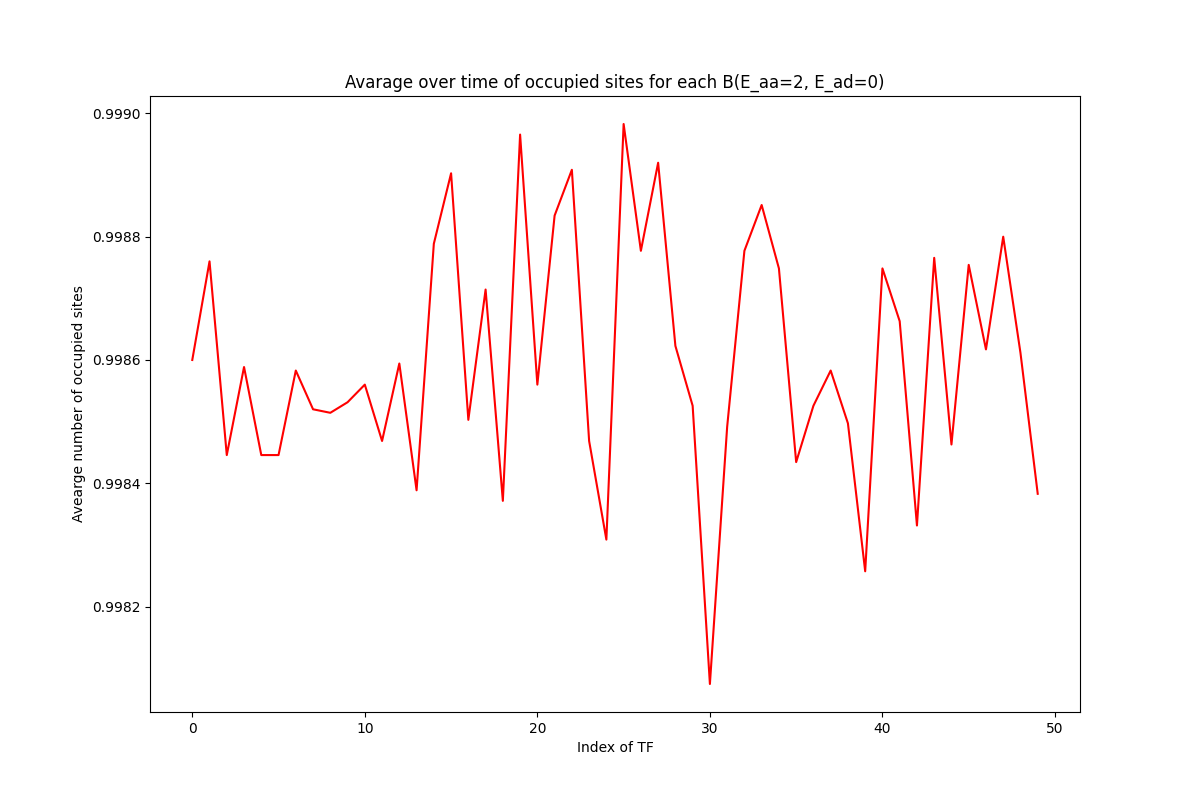 Avarage over time of occupied sites for each B(E_aa=2, E_ad=0)
0.9990
0.9988
0.9986
0.9984
0.9982
Avearge number of occupied sites
0 10 20 30 40 50
Index of TF